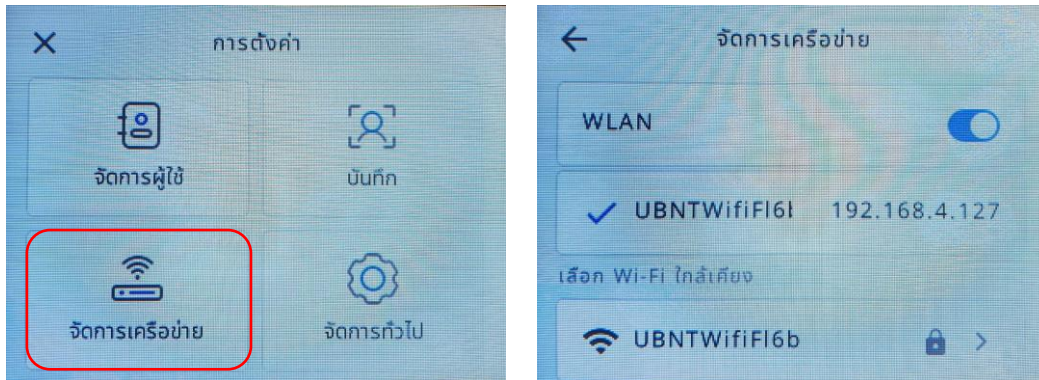 การตั้งค่า
จัดการผู้ใช้
บันทึก
จัดการเครือข่าย
จัดการทั่วไป
จัดการเครือข่าย
WLAN
UBNTWifiFl6 192.168.4.127
เลือก Wi-Fi ใกล้เคียง
UBNTWifiFl6b